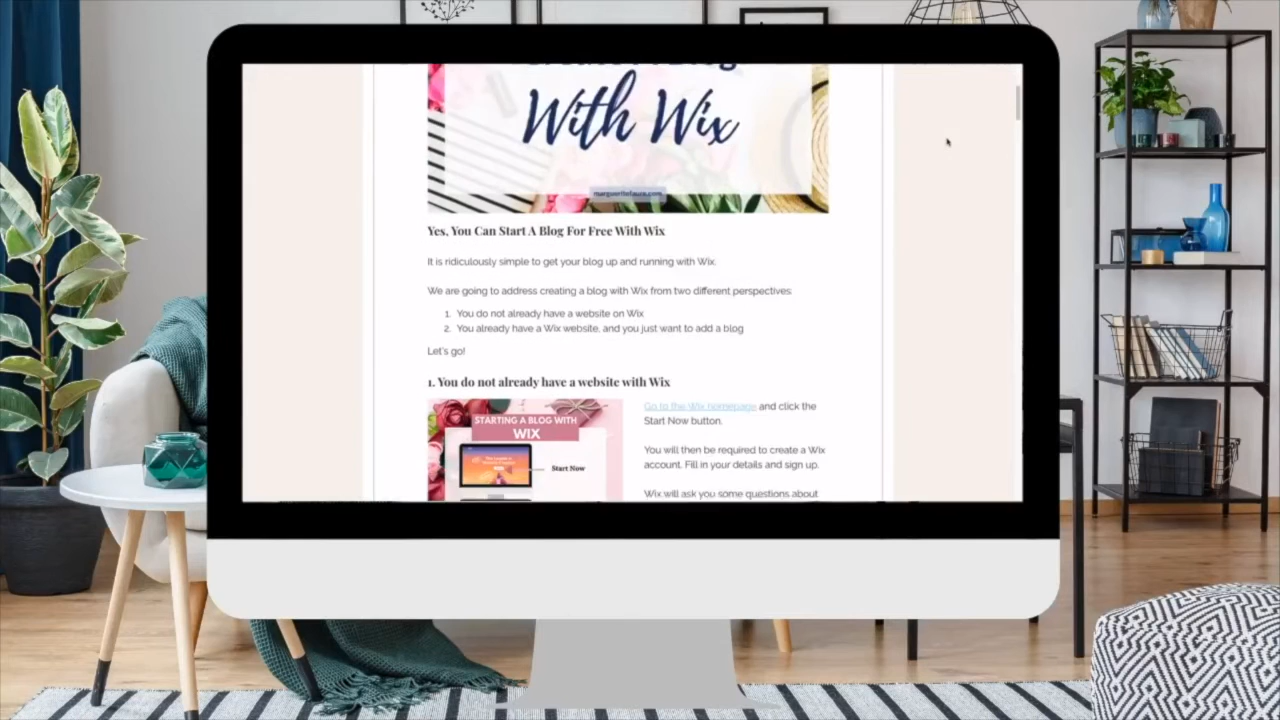 With Wix
margueritelaura.com
Yes, You Can Start A Blog For Free With Wix
It is ridiculously simple to get your blog up and running with Wix.
We are going to address creating a blog with Wix from two different perspectives:
1. You do not already have a website on Wix
2. You already have a Wix website, and you just want to add a blog
Let's go!
1. You do not already have a website with Wix
STARTING A BLOG WITH
WIX
Start Now
Go to the Wix homepage and click the
Start Now button.
You will then be required to create a Wix
account. Fill in your details and sign up.
Wix will ask you some questions about